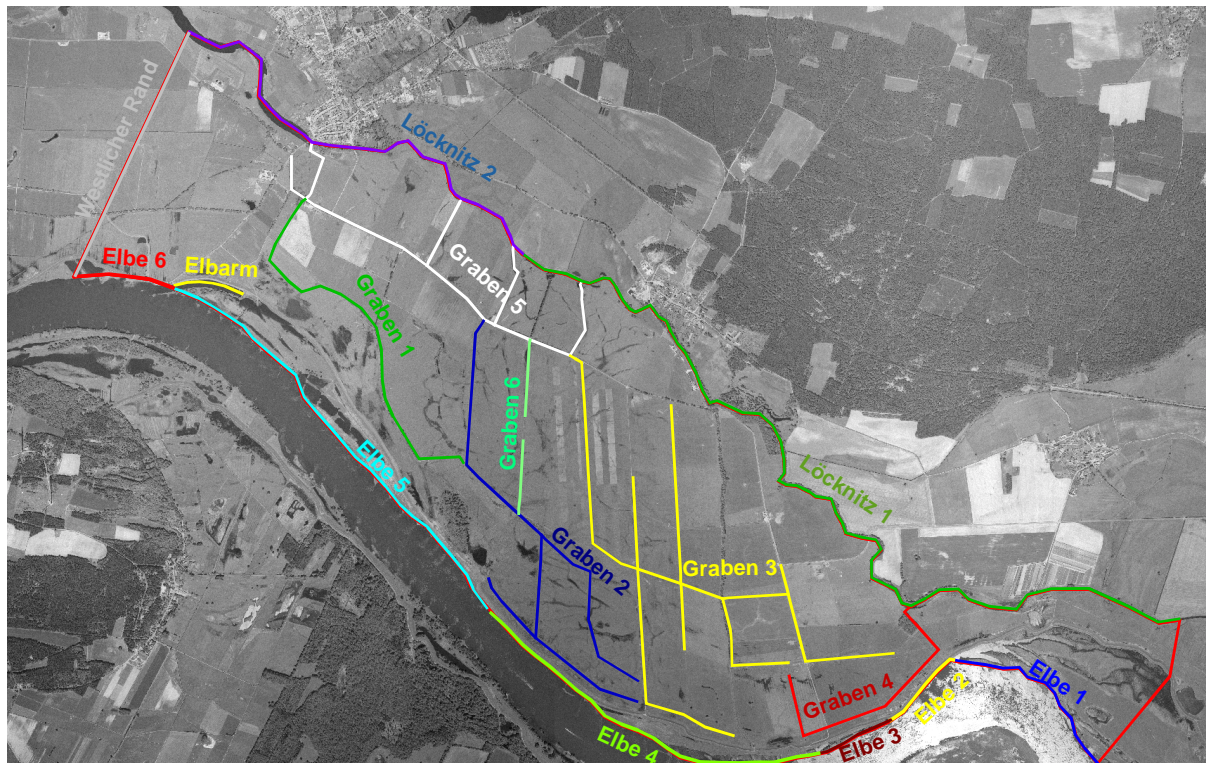 Westlicher Rand
Löcknitz 2
Elbe 6
Elbarm
Graben 5
Graben 1
Graben 6
Elbe 5
Löcknitz 1
Graben 2
Graben 3
Graben 4
Elbe 1
Elbe 2
Elbe 3
Elbe 4